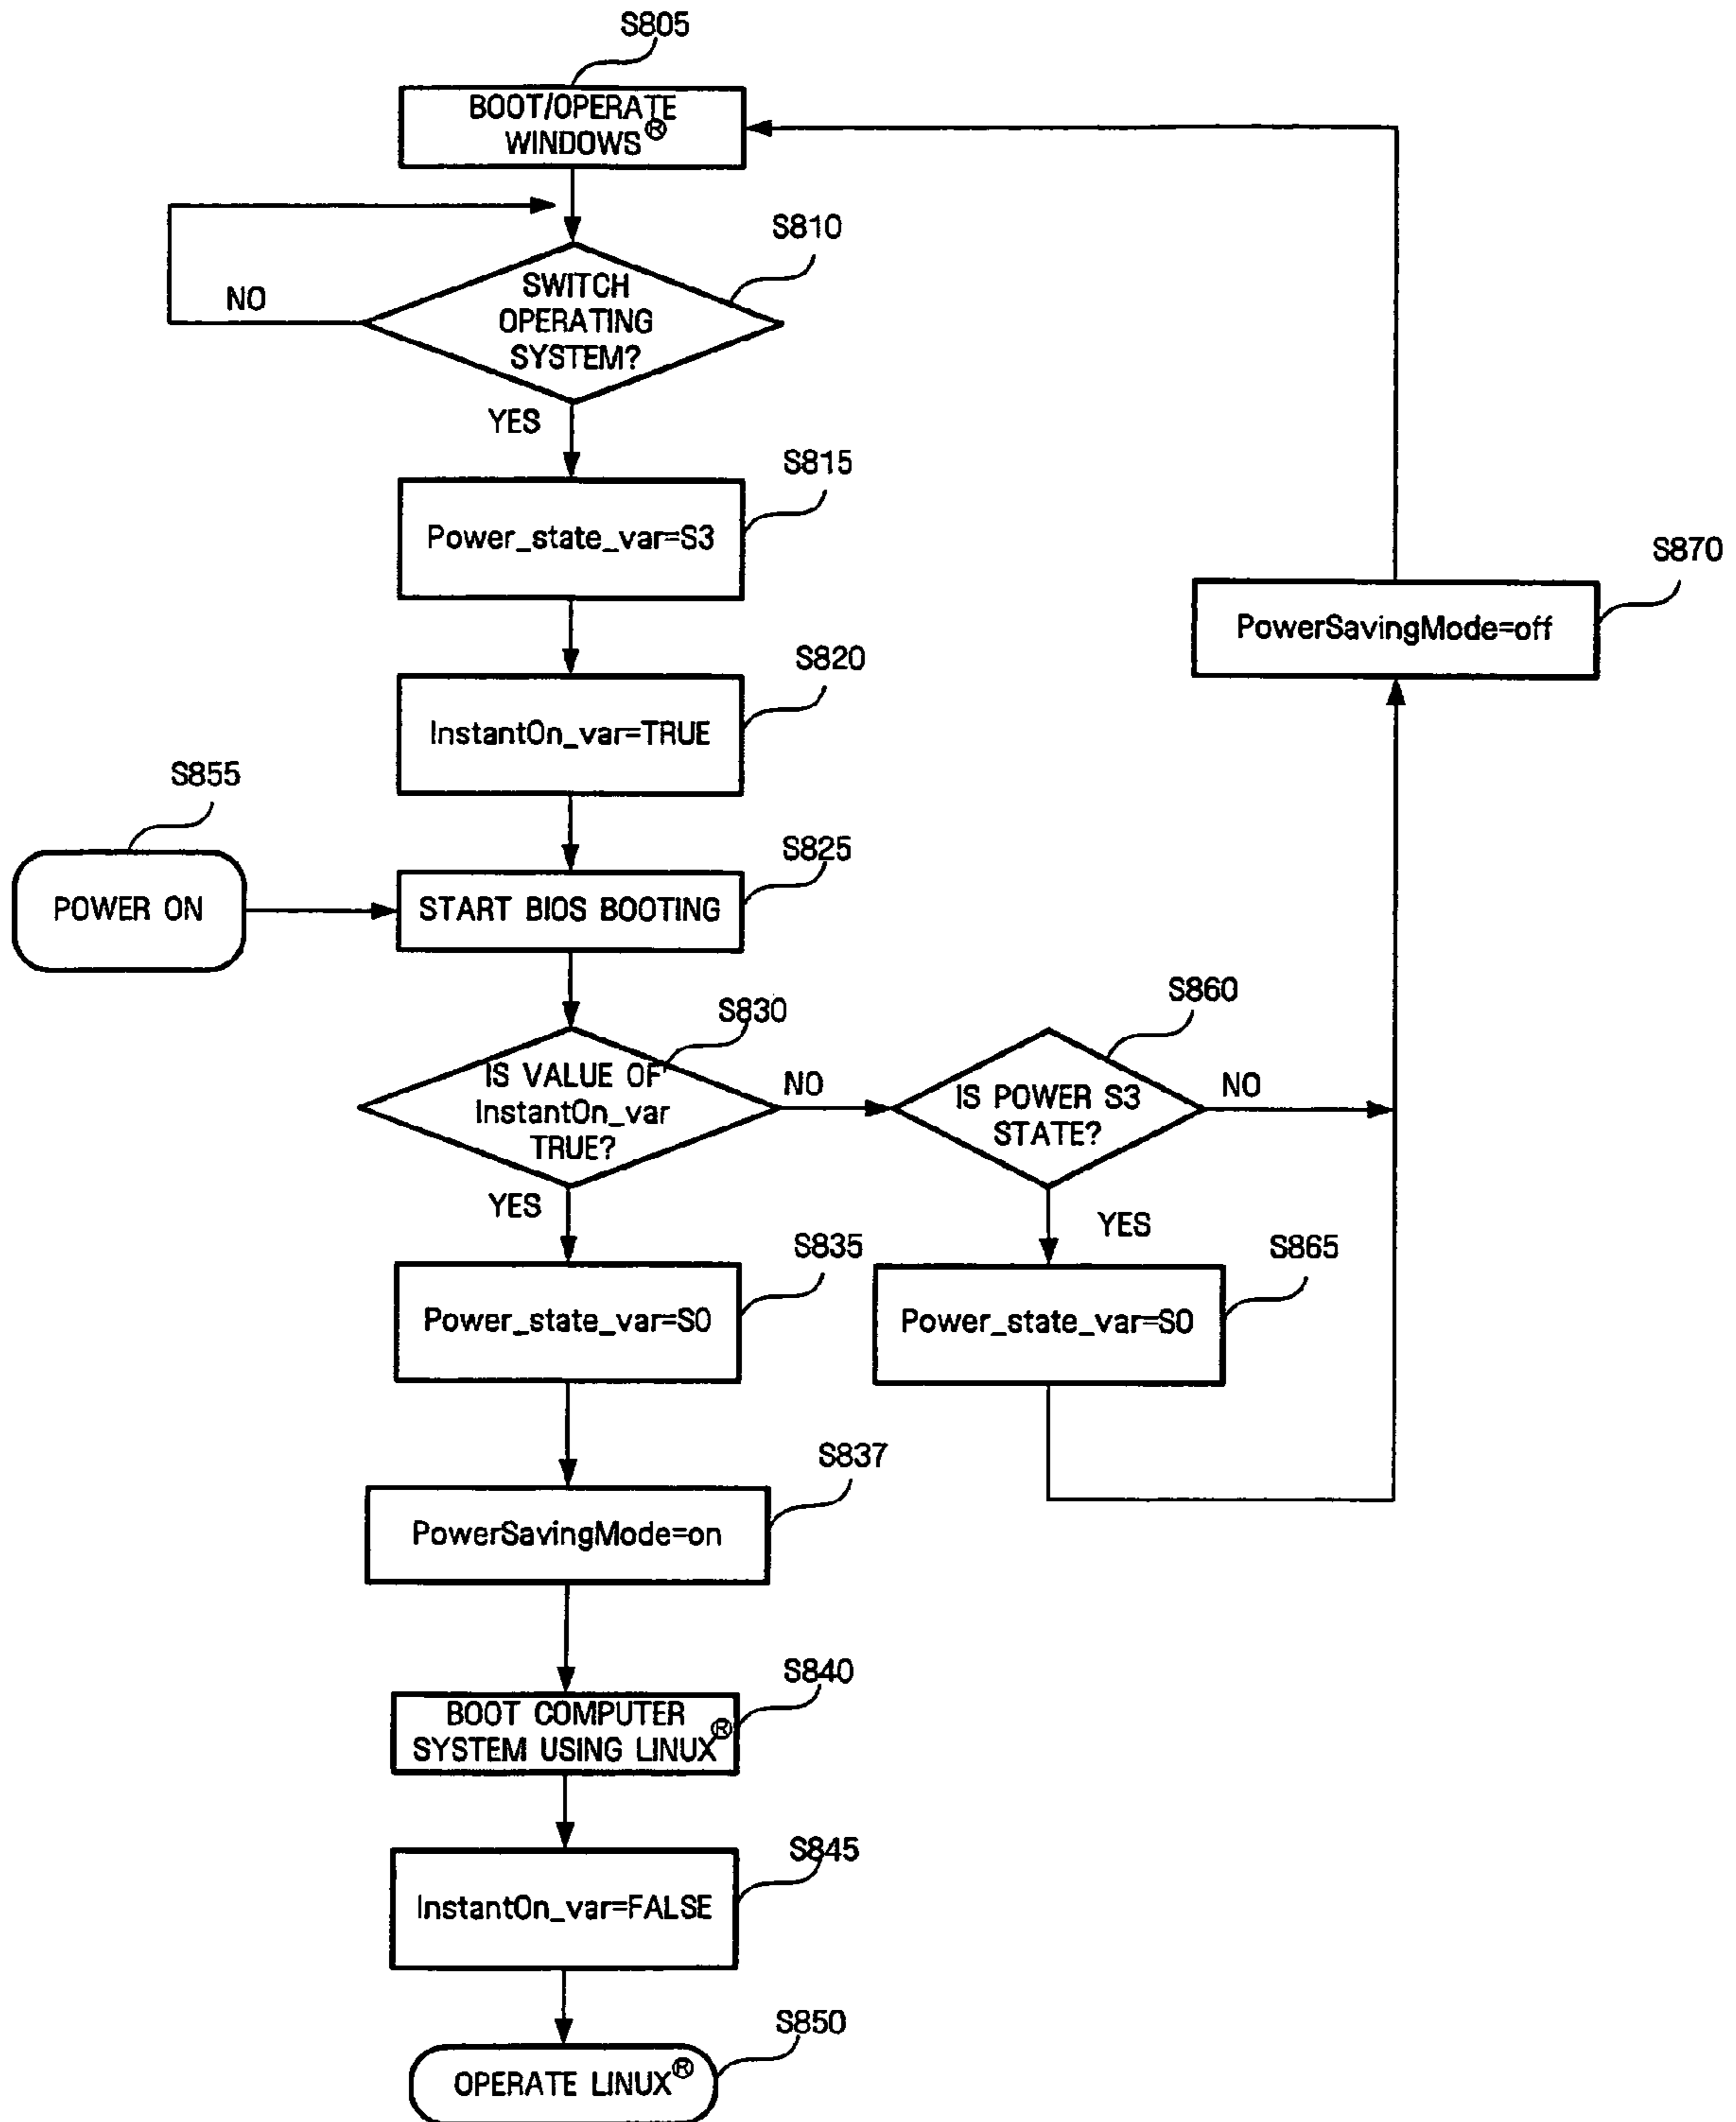 S805
BOOT/OPERATE
WINDOWS®
S810
SWITCH
OPERATING
SYSTEM?
NO
YES
S815
Power_state_var=S3
S870
PowerSavingMode=off
S820
InstantOn_var=TRUE
S855
POWER ON
S825
START BIOS BOOTING
S830
IS VALUE OF
InstantOn_var
TRUE?
NO
S860
IS POWER S3
STATE?
NO
YES
YES
S835
Power_state_var=S0
S865
Power_state_var=S0
S837
PowerSavingMode=on
S840
BOOT COMPUTER
SYSTEM USING LINUX®
S845
InstantOn_var=FALSE
S850
OPERATE LINUX®